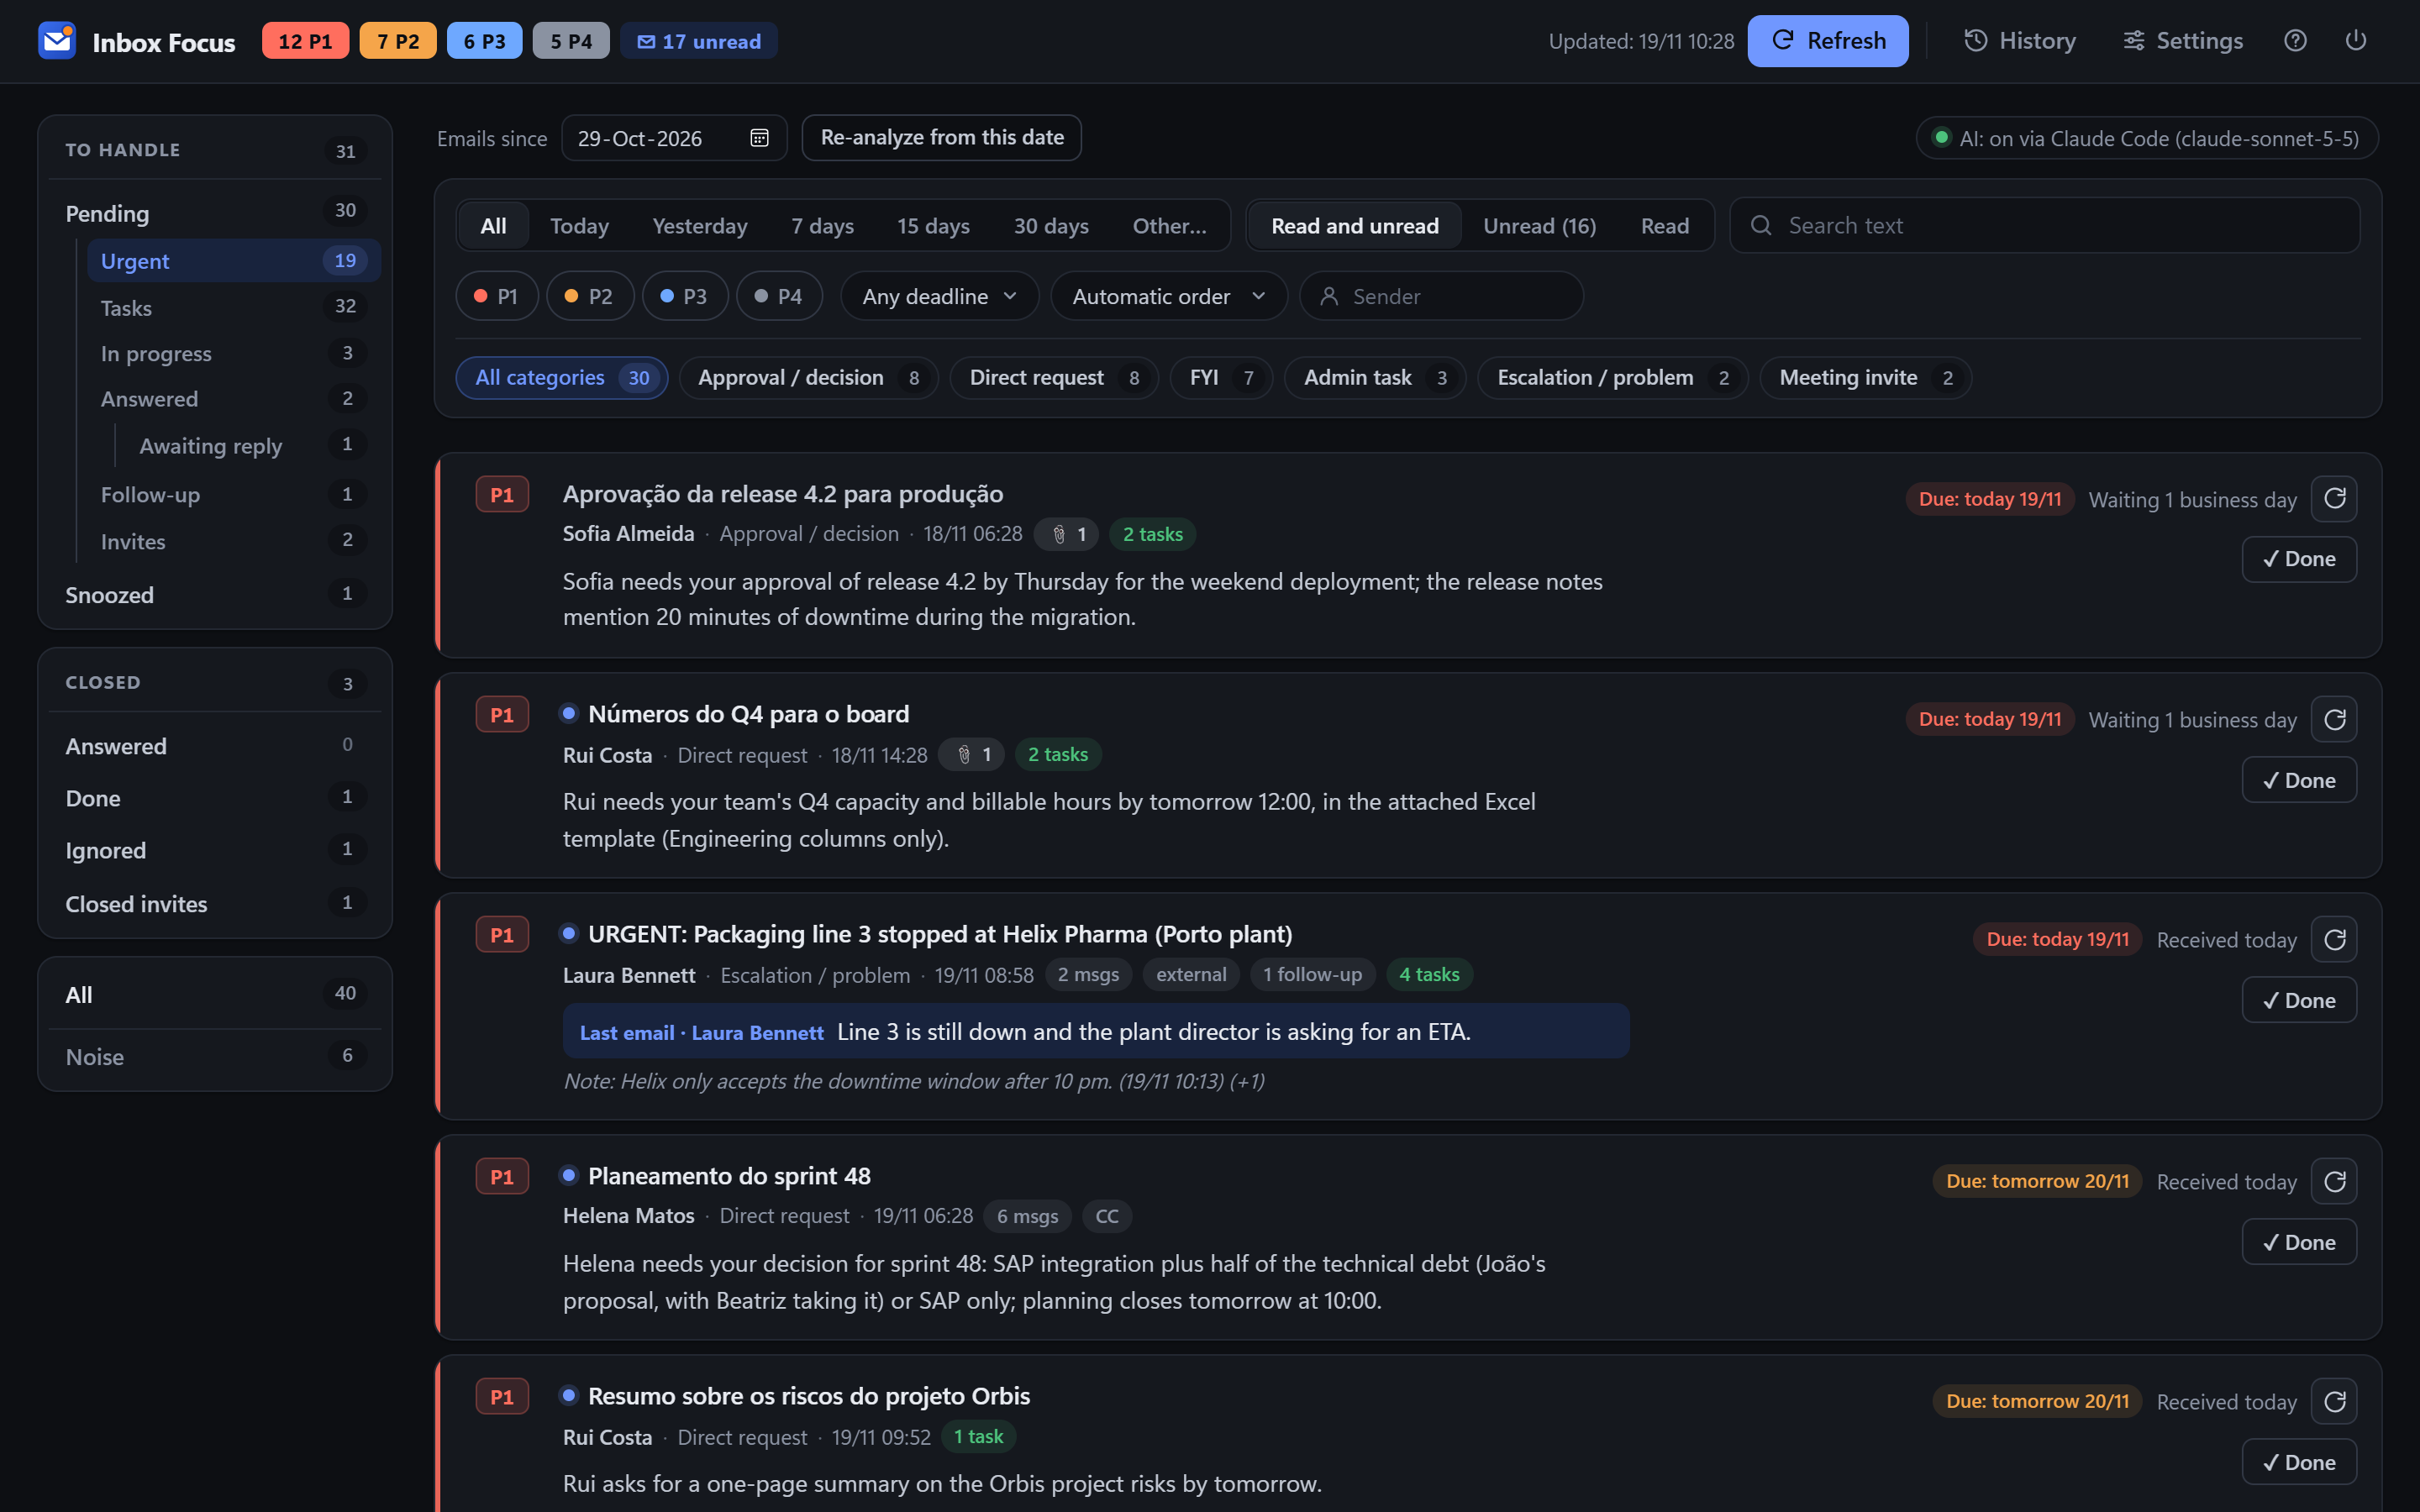 Inbox Focus
12 P1
7 P2
6 P3
5 P4
17 unread
Updated: 19/11 10:28
Refresh
History
Settings
TO HANDLE 31
Pending 30
Urgent 19
Tasks 32
In progress 3
Answered 2
Awaiting reply 1
Follow-up 1
Invites 2
Snoozed 1
CLOSED 3
Answered 0
Done 1
Ignored 1
Closed invites 1
All 40
Noise 6
Emails since 29-Oct-2026 Re-analyze from this date
AI: on via Claude Code (claude-sonnet-5-5)
All Today Yesterday 7 days 15 days 30 days Other...
Read and unread Unread (16) Read
Search text
P1 P2 P3 P4 Any deadline Automatic order Sender
All categories 30 Approval / decision 8 Direct request 8 FYI 7 Admin task 3 Escalation / problem 2 Meeting invite 2
P1 Aprovação da release 4.2 para produção
Due: today 19/11 Waiting 1 business day
Sofia Almeida · Approval / decision · 18/11 06:28 1 2 tasks
✓ Done
Sofia needs your approval of release 4.2 by Thursday for the weekend deployment; the release notes
mention 20 minutes of downtime during the migration.
P1 Números do Q4 para o board
Due: today 19/11 Waiting 1 business day
Rui Costa · Direct request · 18/11 14:28 1 2 tasks
✓ Done
Rui needs your team's Q4 capacity and billable hours by tomorrow 12:00, in the attached Excel
template (Engineering columns only).
P1 URGENT: Packaging line 3 stopped at Helix Pharma (Porto plant)
Due: today 19/11 Received today
Laura Bennett · Escalation / problem · 19/11 08:58 2 msgs external 1 follow-up 4 tasks
✓ Done
Last email · Laura Bennett Line 3 is still down and the plant director is asking for an ETA.
Note: Helix only accepts the downtime window after 10 pm. (19/11 10:13) (+1)
P1 Planeamento do sprint 48
Due: tomorrow 20/11 Received today
Helena Matos · Direct request · 19/11 06:28 6 msgs CC
✓ Done
Helena needs your decision for sprint 48: SAP integration plus half of the technical debt (João's
proposal, with Beatriz taking it) or SAP only; planning closes tomorrow at 10:00.
P1 Resumo sobre os riscos do projeto Orbis
Due: tomorrow 20/11 Received today
Rui Costa · Direct request · 19/11 09:52 1 task
✓ Done
Rui asks for a one-page summary on the Orbis project risks by tomorrow.